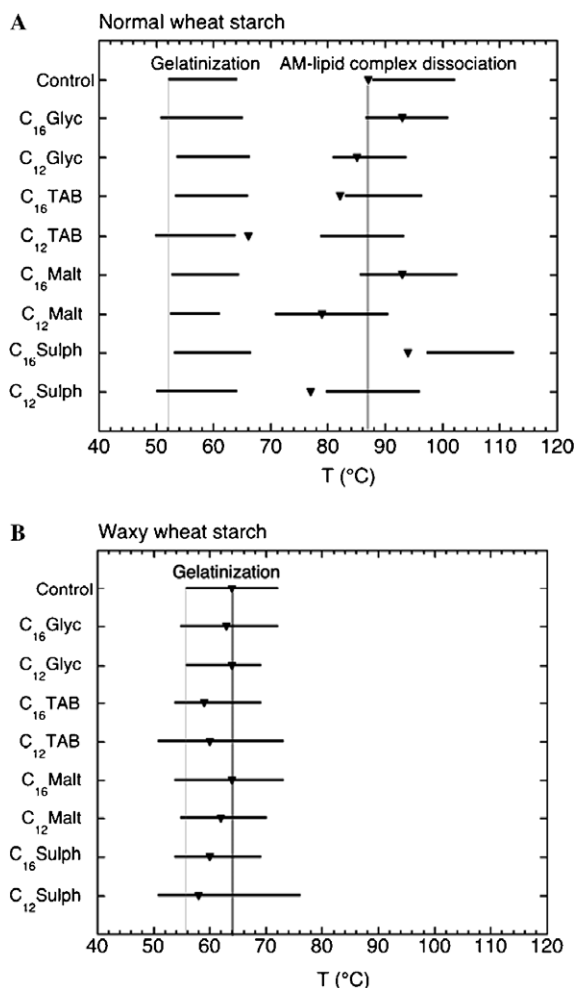 A Normal wheat starch
Gelatinization AM-lipid complex dissociation
Control
C16Glyc
C12Glyc
C16TAB
C12TAB
C16Malt
C12Malt
C16Sulph
C12Sulph
40 50 60 70 80 90 100 110 120
T (°C)
B Waxy wheat starch
Gelatinization
Control
C16Glyc
C12Glyc
C16TAB
C12TAB
C16Malt
C12Malt
C16Sulph
C12Sulph
40 50 60 70 80 90 100 110 120
T (°C)